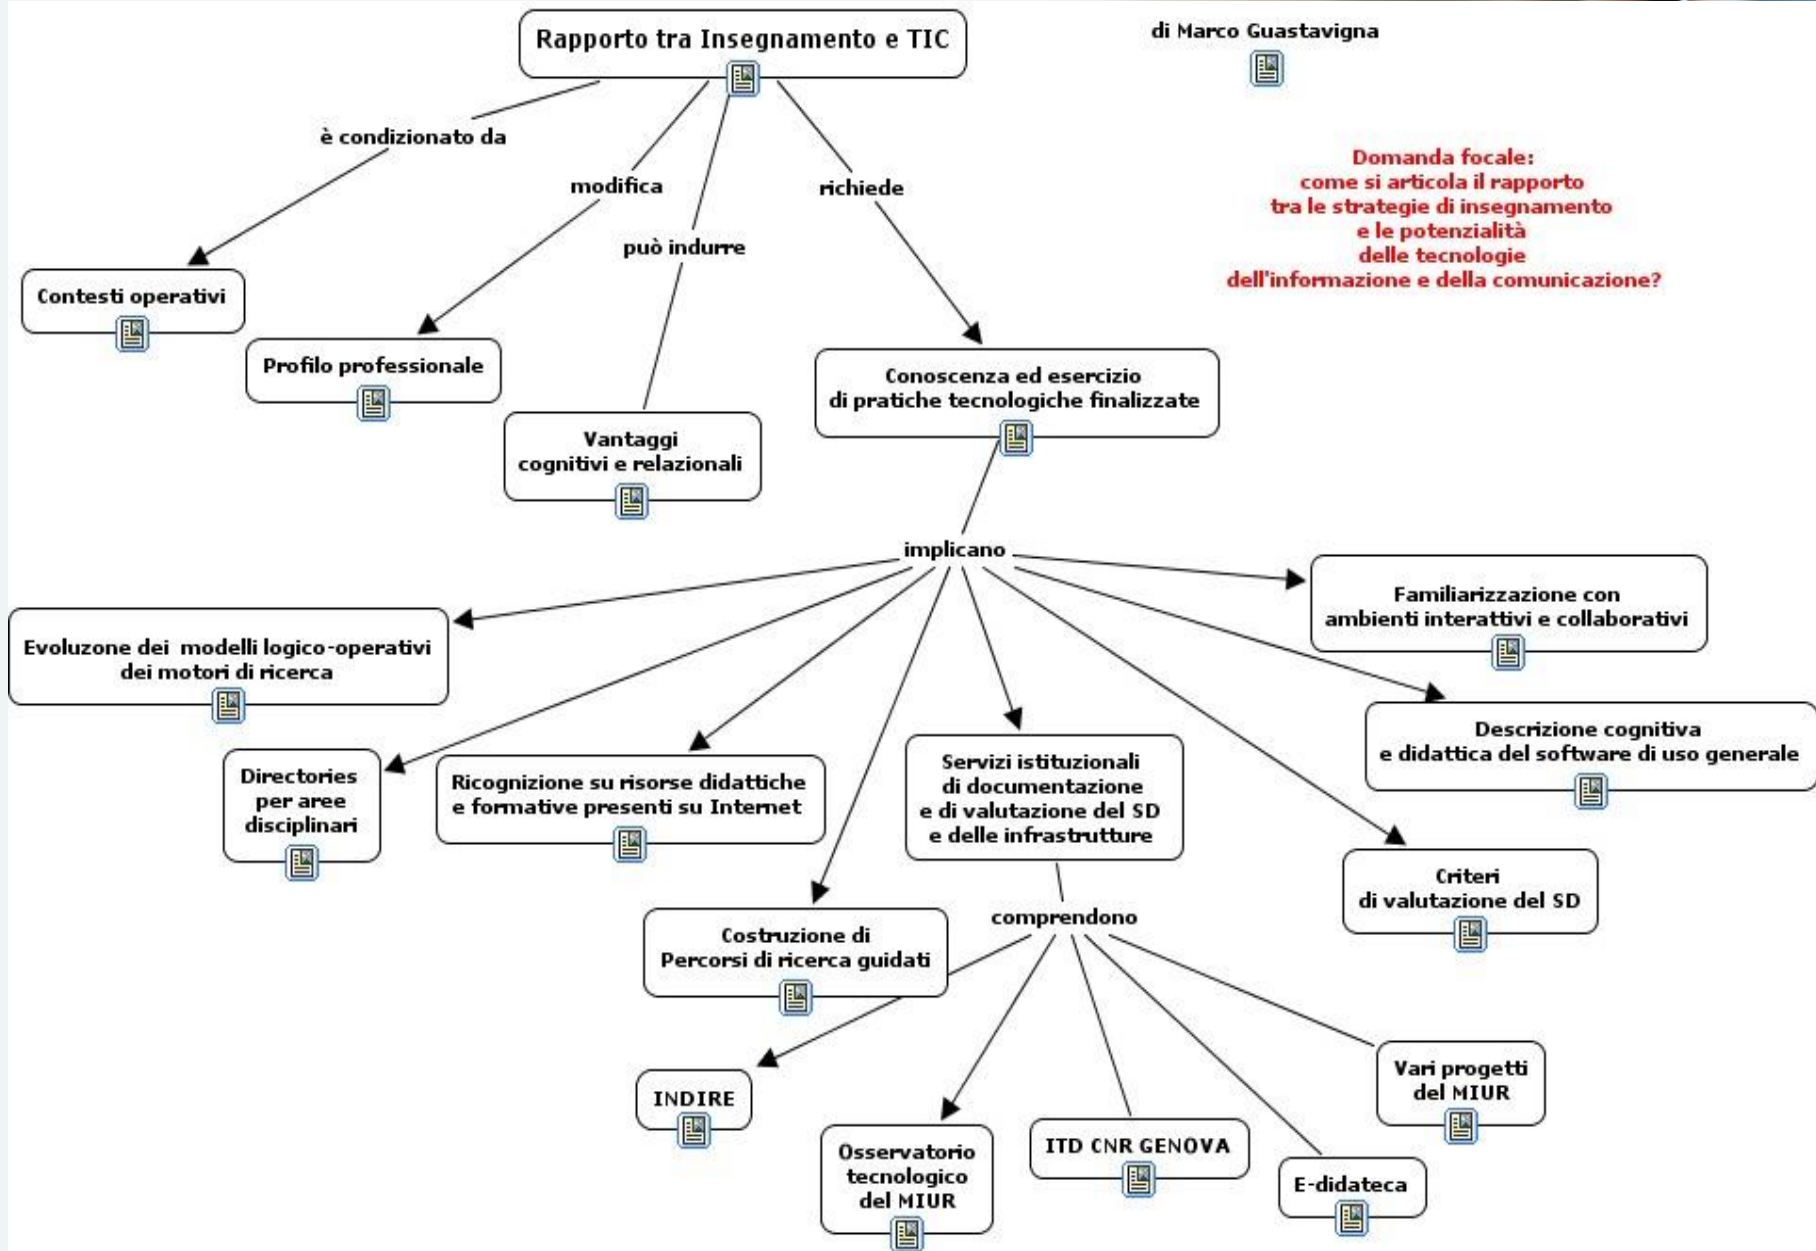 Rapporto tra Insegnamento e TIC
di Marco Guastavigna
è condizionato da
modifica
può indurre
richiede
Domanda focale:
come si articola il rapporto
tra le strategie di insegnamento
e le potenzialità
delle tecnologie
dell'informazione e della comunicazione?
Contesti operativi
Profilo professionale
Vantaggi
cognitivi e relazionali
Conoscenza ed esercizio
di pratiche tecnologiche finalizzate
implicano
Evoluzone dei modelli logico-operativi
dei motori di ricerca
Directories
per aree
disciplinari
Ricognizione su risorse didattiche
e formative presenti su Internet
Costruzione di
Percorsi di ricerca guidati
Servizi istituzionali
di documentazione
e di valutazione del SD
e delle infrastrutture
Familiarizzazione con
ambienti interattivi e collaborativi
Descrizione cognitiva
e didattica del software di uso generale
Criteri
di valutazione del SD
comprendono
INDIRE
Osservatorio
tecnologico
del MIUR
ITD CNR GENOVA
E-didateca
Vari progetti
del MIUR